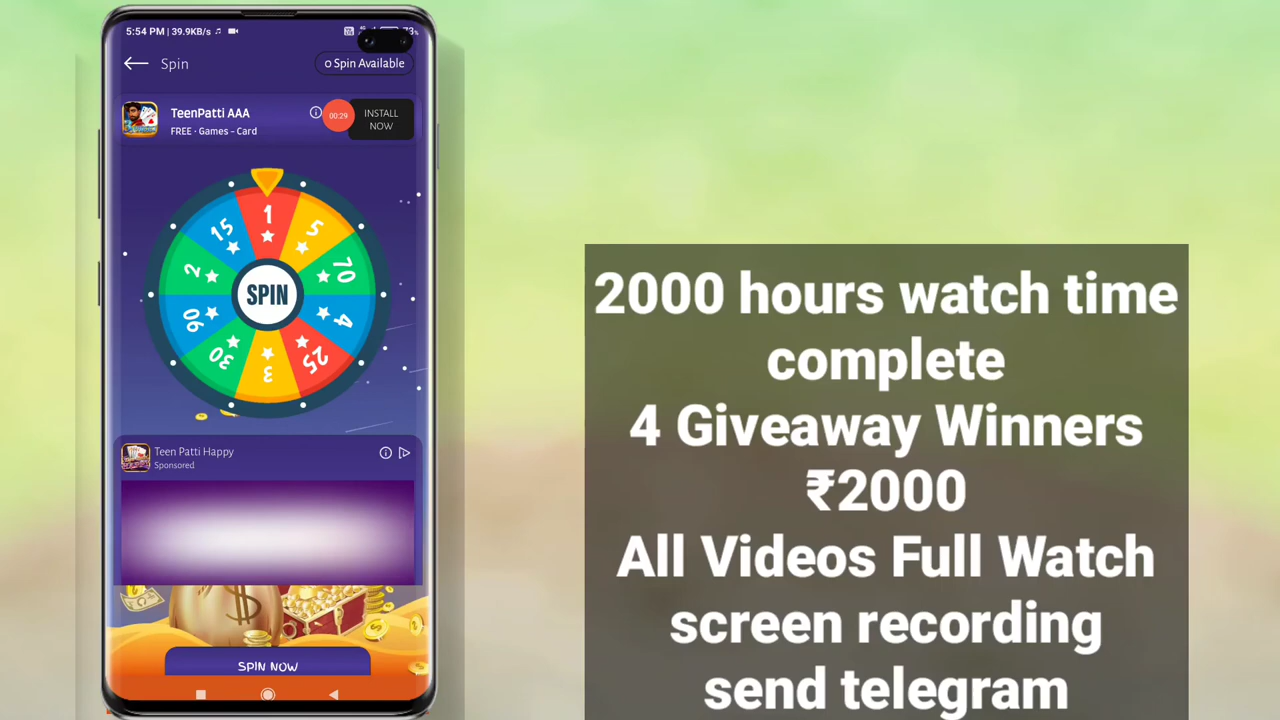 5:54 PM | 39.9KB/s
Spin
0 Spin Available
TeenPatti AAA
FREE · Games - Card
00:29
INSTALL
NOW
1
5
70
4
25
3
30
90
2
15
SPIN
Teen Patti Happy
Sponsored
SPIN NOW
2000 hours watch time
complete
4 Giveaway Winners
₹2000
All Videos Full Watch
screen recording
send telegram